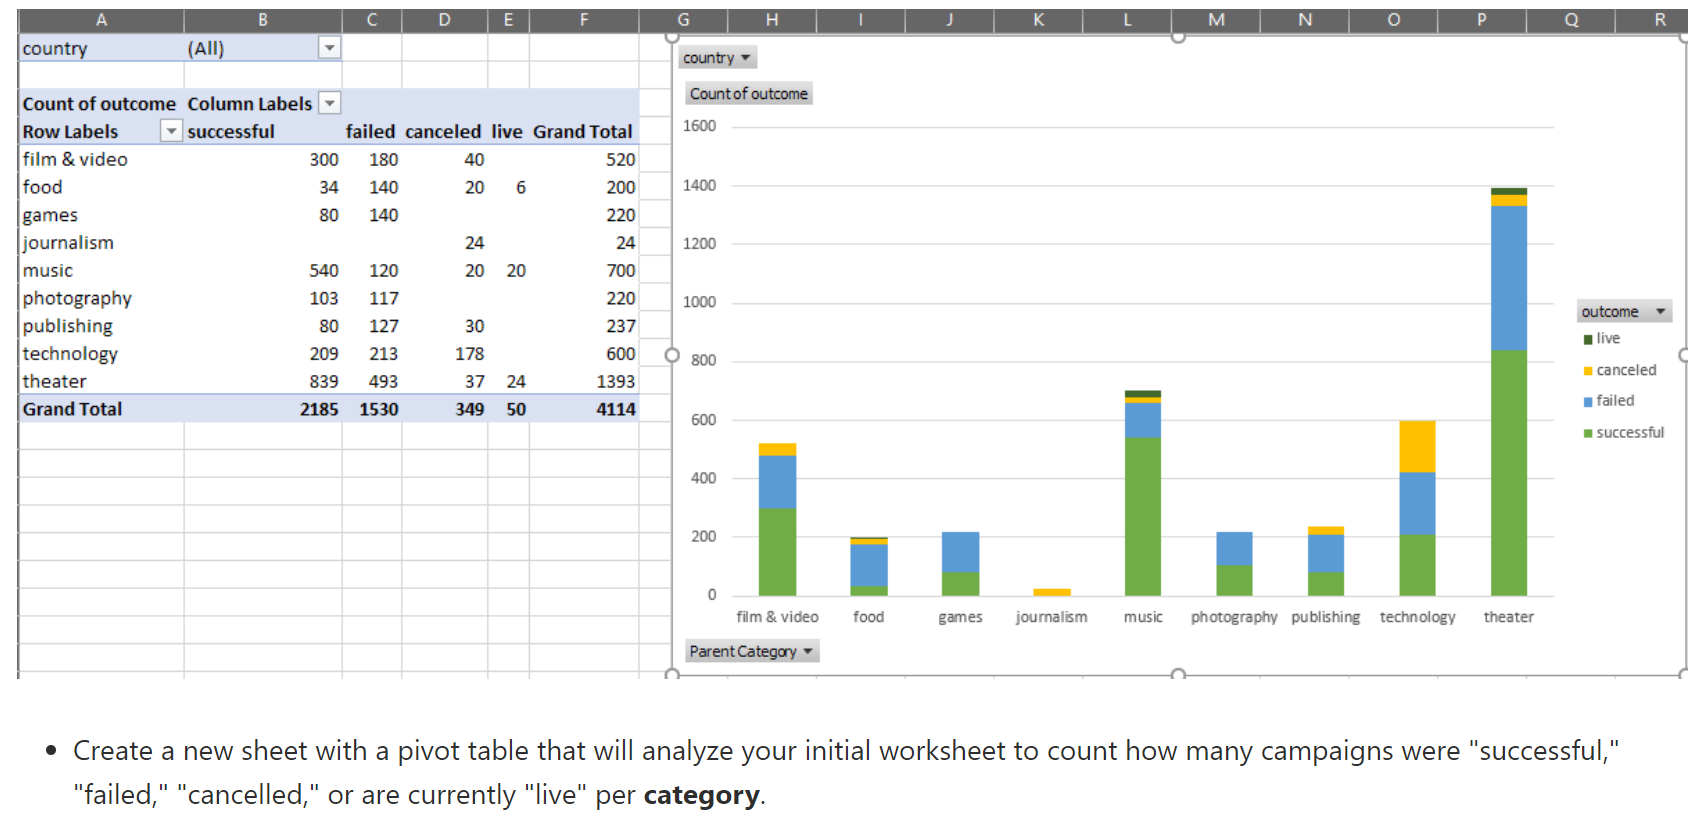 A B C D E F G H I J K L M N O P Q R
country (All)
Count of outcome Column Labels
Row Labels successful failed canceled live Grand Total
film & video 300 180 40 520
food 34 140 20 6 200
games 80 140 220
journalism 24 24
music 540 120 20 20 700
photography 103 117 220
publishing 80 127 30 237
technology 209 213 178 600
theater 839 493 37 24 1393
Grand Total 2185 1530 349 50 4114
country
Count of outcome
1600
1400
1200
1000
800
600
400
200
0
film & video food games journalism music photography publishing technology theater
Parent Category
outcome
live
canceled
failed
successful
• Create a new sheet with a pivot table that will analyze your initial worksheet to count how many campaigns were "successful,"
"failed," "cancelled," or are currently "live" per category.